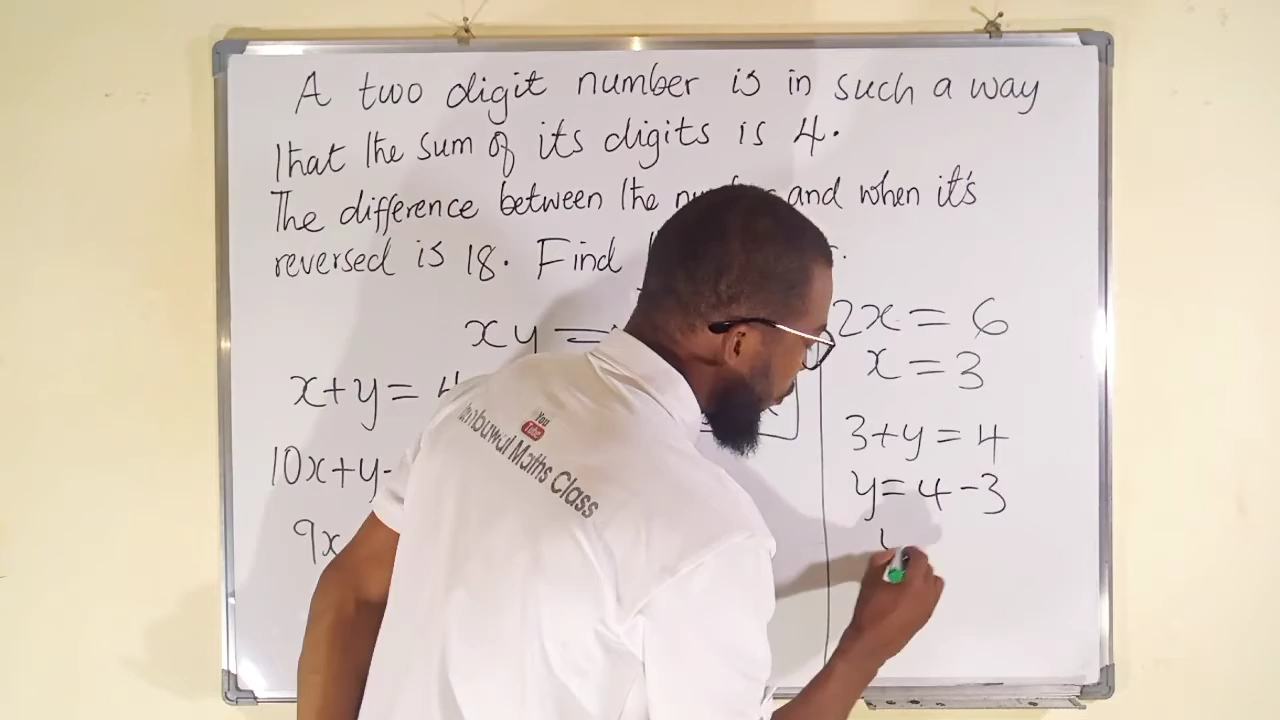 A two digit number is in such a way
that the sum of its digits is 4.
The difference between the and when it's
reversed is 18. Find
xy =
x+y=
10x+y-
9x
2x = 6
x = 3
3+y = 4
y = 4-3
You
Tube
Maths Class